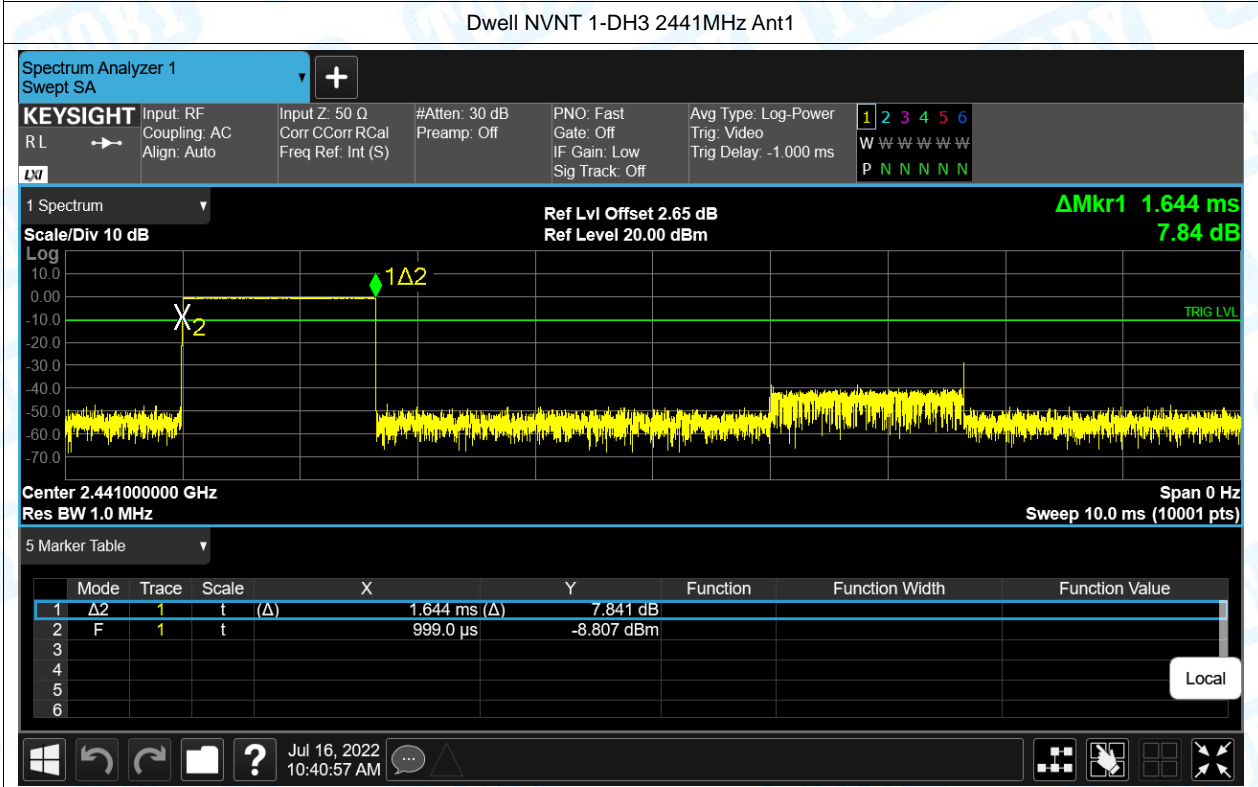 Dwell NVNT 1-DH3 2441MHz Ant1
Spectrum Analyzer 1
Swept SA
KEYSIGHT Input: RF Input Z: 50 Ω #Atten: 30 dB PNO: Fast Avg Type: Log-Power 1 2 3 4 5 6
R L Coupling: AC Corr CCorr RCal Preamp: Off Gate: Off Trig: Video W W W W W W
Align: Auto Freq Ref: Int (S) IF Gain: Low Trig Delay: -1.000 ms
LXI Sig Track: Off P N N N N N
1 Spectrum Ref Lvl Offset 2.65 dB ΔMkr1 1.644 ms
Scale/Div 10 dB Ref Level 20.00 dBm 7.84 dB
Log
10.0 1Δ2
0.00
-10.0 2 TRIG LVL
-20.0
-30.0
-40.0
-50.0
-60.0
-70.0
Center 2.441000000 GHz Span 0 Hz
Res BW 1.0 MHz Sweep 10.0 ms (10001 pts)
5 Marker Table
Mode Trace Scale X Y Function Function Width Function Value
1 Δ2 1 t (Δ) 1.644 ms (Δ) 7.841 dB
2 F 1 t 999.0 µs -8.807 dBm
3
4
5
6
Local
Jul 16, 2022
10:40:57 AM